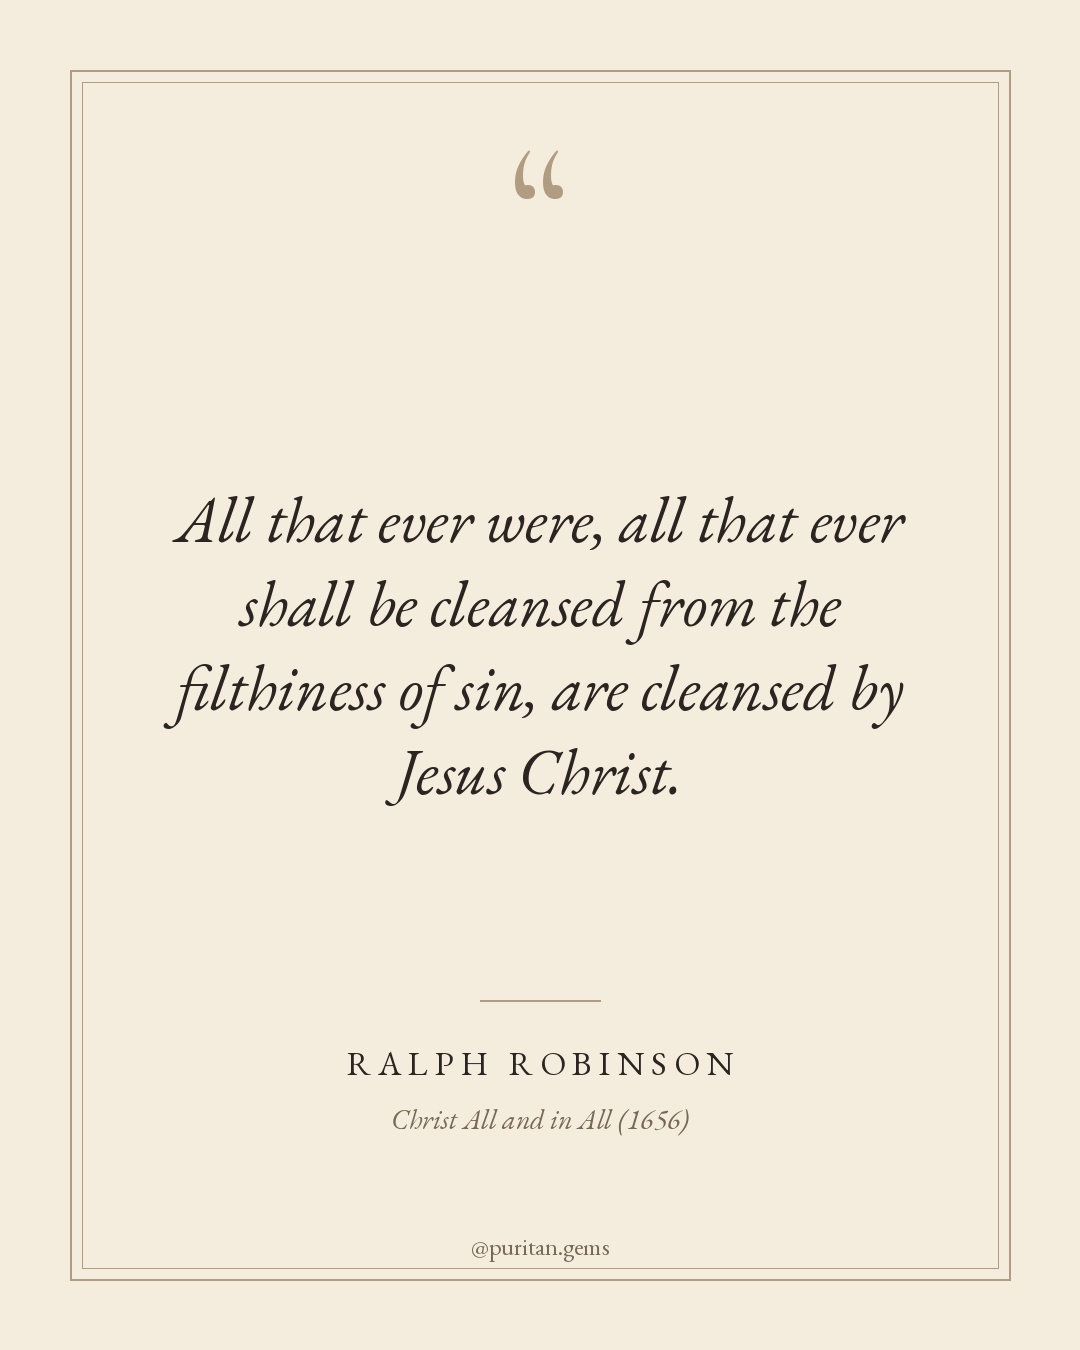 “
All that ever were, all that ever
shall be cleansed from the
filthiness of sin, are cleansed by
Jesus Christ.
RALPH ROBINSON
Christ All and in All (1656)
@puritan.gems